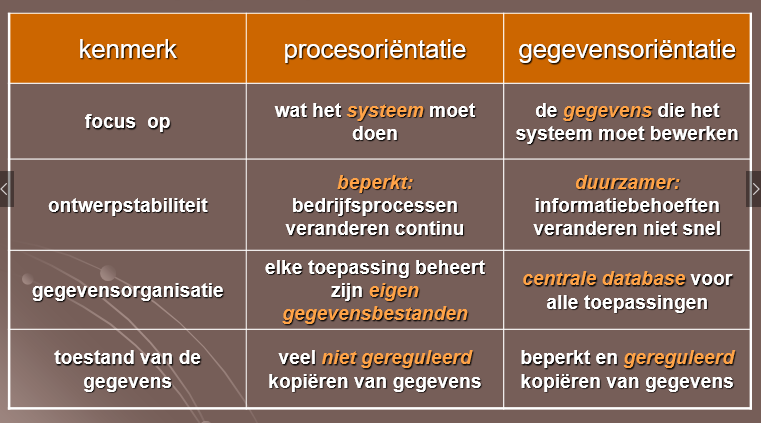 kenmerk
procesoriëntatie
gegevensoriëntatie
focus op
wat het systeem moet
doen
de gegevens die het
systeem moet bewerken
ontwerpstabiliteit
beperkt:
bedrijfsprocessen
veranderen continu
duurzamer:
informatiebehoeften
veranderen niet snel
gegevensorganisatie
elke toepassing beheert
zijn eigen
gegevensbestanden
centrale database voor
alle toepassingen
toestand van de
gegevens
veel niet gereguleerd
kopiëren van gegevens
beperkt en gereguleerd
kopiëren van gegevens